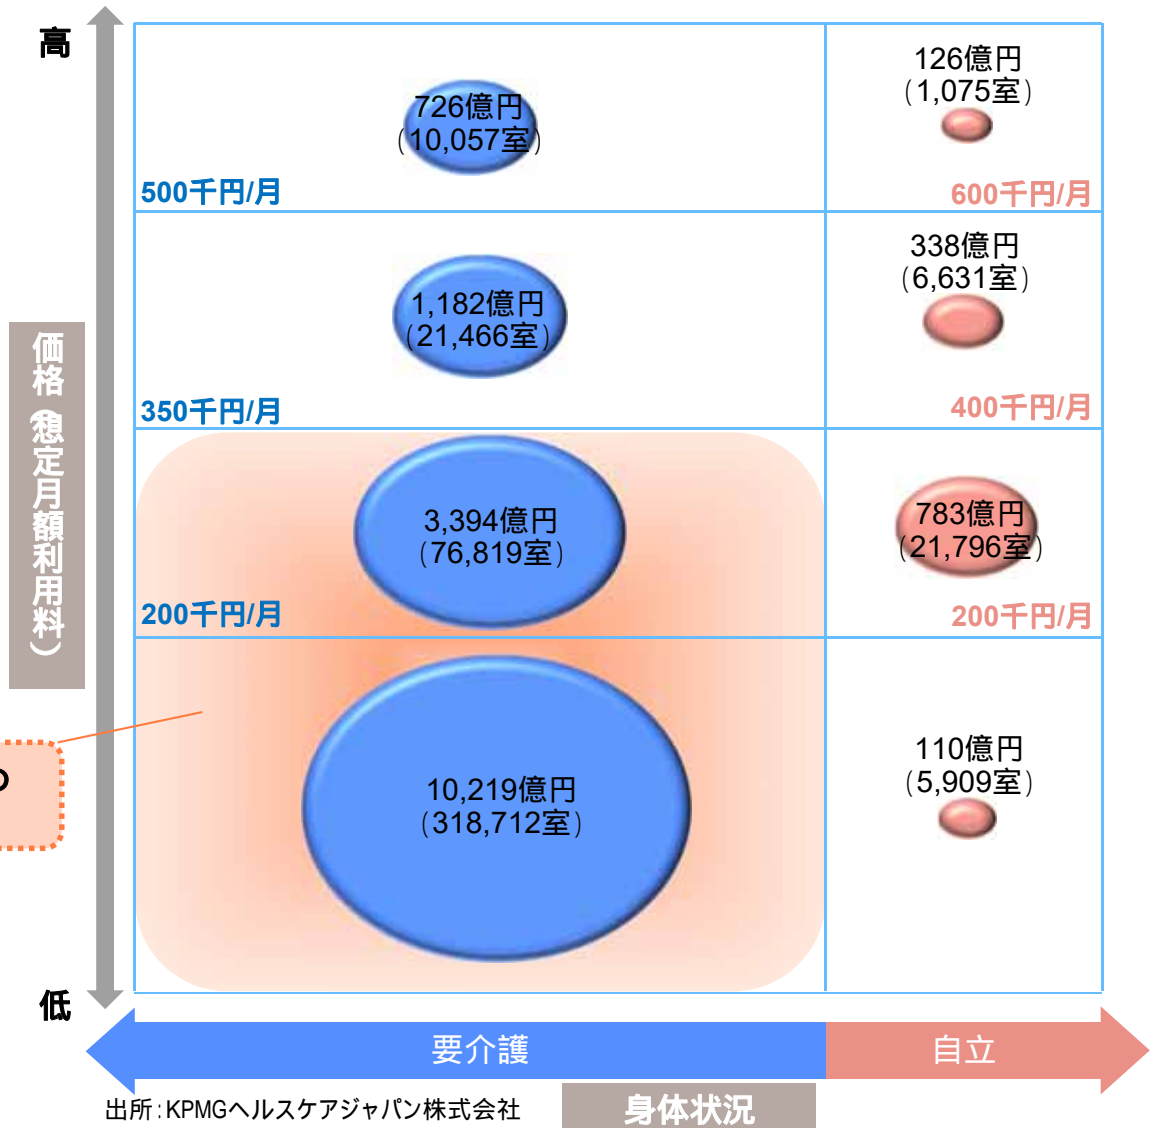 高
126億円
(1,075室)
726億円
(10,057室)
500千円/月
600千円/月
338億円
(6,631室)
1,182億円
(21,466室)
350千円/月
400千円/月
価格(想定月額利用料)
3,394億円
(76,819室)
783億円
(21,796室)
200千円/月
200千円/月
10,219億円
(318,712室)
110億円
(5,909室)
低
要介護
自立
出所:KPMGヘルスケアジャパン株式会社
身体状況